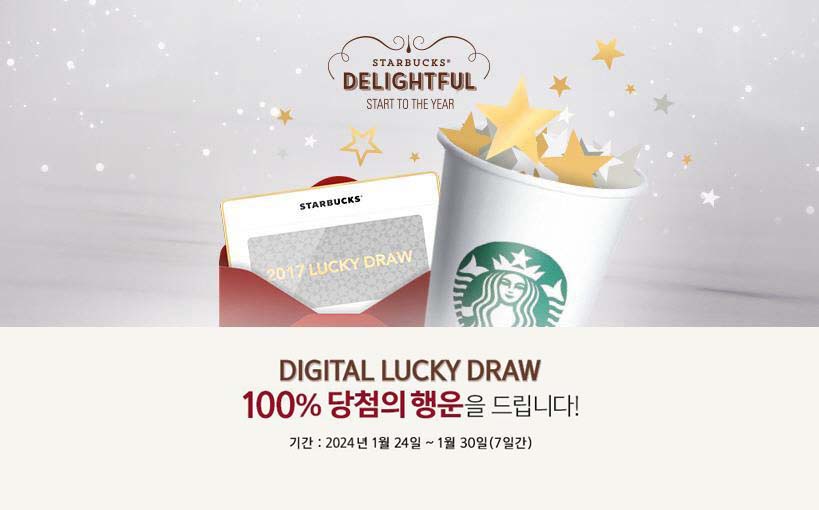 STARBUCKS®
DELIGHTFUL
START TO THE YEAR
STARBUCKS®
2017 LUCKY DRAW
DIGITAL LUCKY DRAW
100% 당첨의 행운을 드립니다!
기간 : 2024년 1월 24일 ~ 1월 30일(7일간)